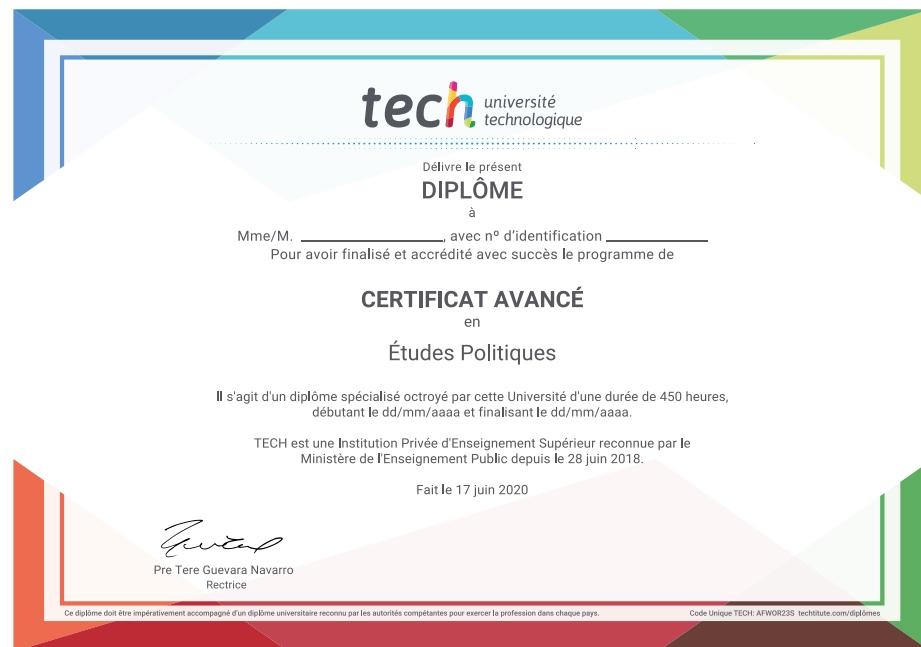 tech université
technologique
Délivre le présent
DIPLÔME
à
Mme/M. ____________, avec nº d'identification ____________
Pour avoir finalisé et accrédité avec succès le programme de
CERTIFICAT AVANCÉ
en
Études Politiques
Il s'agit d'un diplôme spécialisé octroyé par cette Université d'une durée de 450 heures,
débutant le dd/mm/aaaa et finalisant le dd/mm/aaaa.
TECH est une Institution Privée d'Enseignement Supérieur reconnue par le
Ministère de l'Enseignement Public depuis le 28 juin 2018.
Fait le 17 juin 2020
Pre Tere Guevara Navarro
Rectrice
Ce diplôme doit être impérativement accompagné d'un diplôme universitaire reconnu par les autorités compétantes pour exercer la profession dans chaque pays.
Code Unique TECH: AFWOR23S techtitute.com/diplômes